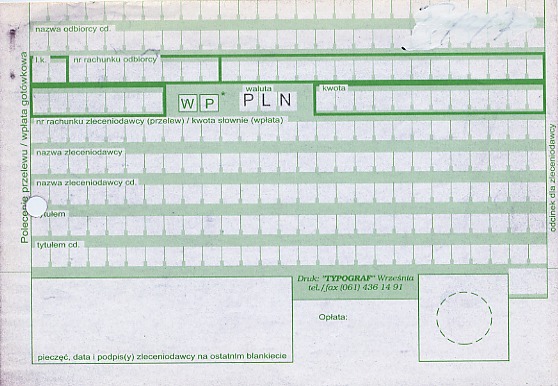 nazwa odbiorcy cd.
l.k.
nr rachunku odbiorcy
W P *
waluta
PLN
kwota
nr rachunku zleceniodawcy (przelew) / kwota słownie (wpłata)
nazwa zleceniodawcy
nazwa zleceniodawcy cd.
tytułem
tytułem cd.
Druk: "TYPOGRAF" Września
tel./fax (061) 436 14 91
Opłata:
pieczęć, data i podpis(y) zleceniodawcy na ostatnim blankiecie
Polecenie przelewu / wpłata gotówkowa
odcinek dla zleceniodawcy